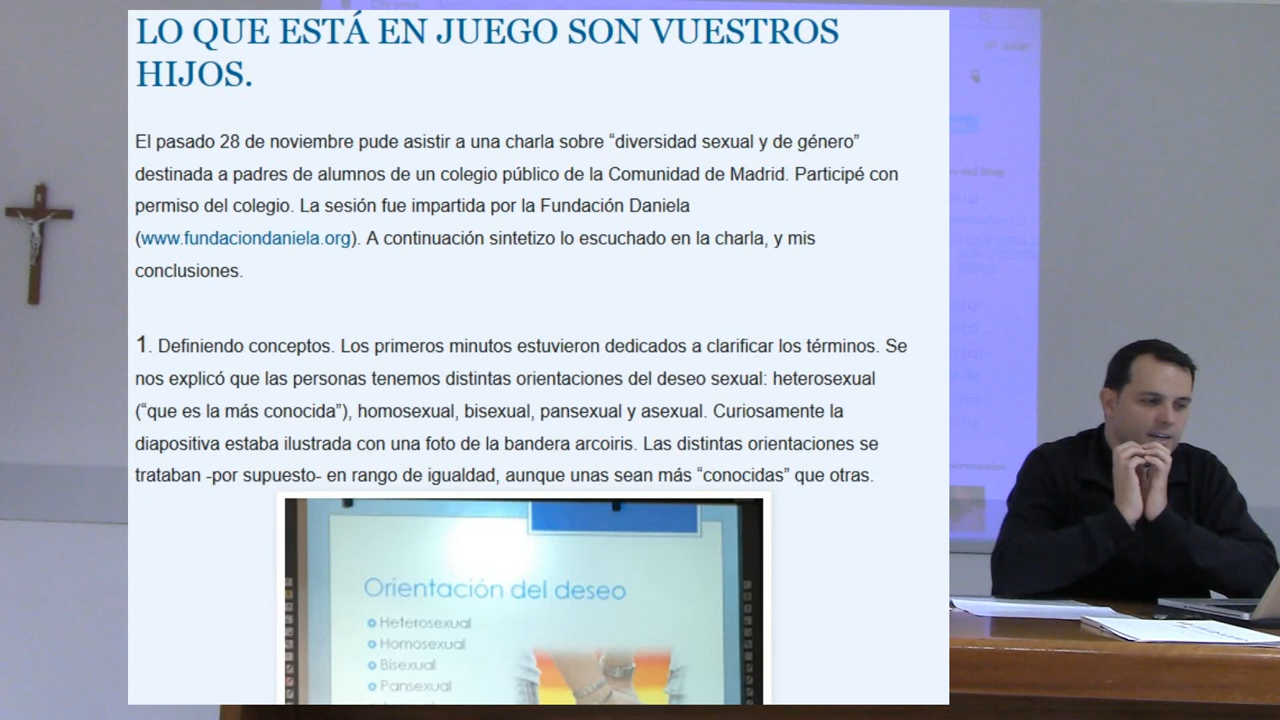 LO QUE ESTÁ EN JUEGO SON VUESTROS
HIJOS.
El pasado 28 de noviembre pude asistir a una charla sobre “diversidad sexual y de género”
destinada a padres de alumnos de un colegio público de la Comunidad de Madrid. Participé con
permiso del colegio. La sesión fue impartida por la Fundación Daniela
(www.fundaciondaniela.org). A continuación sintetizo lo escuchado en la charla, y mis
conclusiones.
1. Definiendo conceptos. Los primeros minutos estuvieron dedicados a clarificar los términos. Se
nos explicó que las personas tenemos distintas orientaciones del deseo sexual: heterosexual
(“que es la más conocida”), homosexual, bisexual, pansexual y asexual. Curiosamente la
diapositiva estaba ilustrada con una foto de la bandera arcoiris. Las distintas orientaciones se
trataban -por supuesto- en rango de igualdad, aunque unas sean más “conocidas” que otras.
Orientación del deseo
Heterosexual
Homosexual
Bisexual
Pansexual